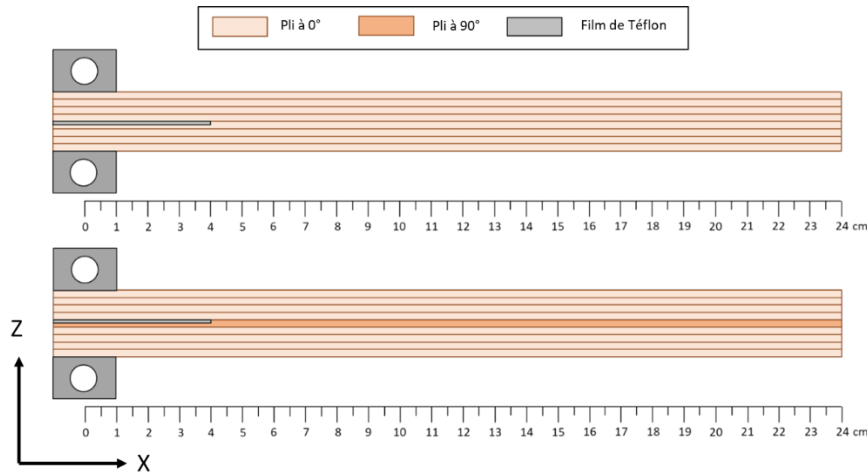 Pli à 0° Pli à 90° Film de Téflon
0 1 2 3 4 5 6 7 8 9 10 11 12 13 14 15 16 17 18 19 20 21 22 23 24 cm
Z
0 1 2 3 4 5 6 7 8 9 10 11 12 13 14 15 16 17 18 19 20 21 22 23 24 cm
X